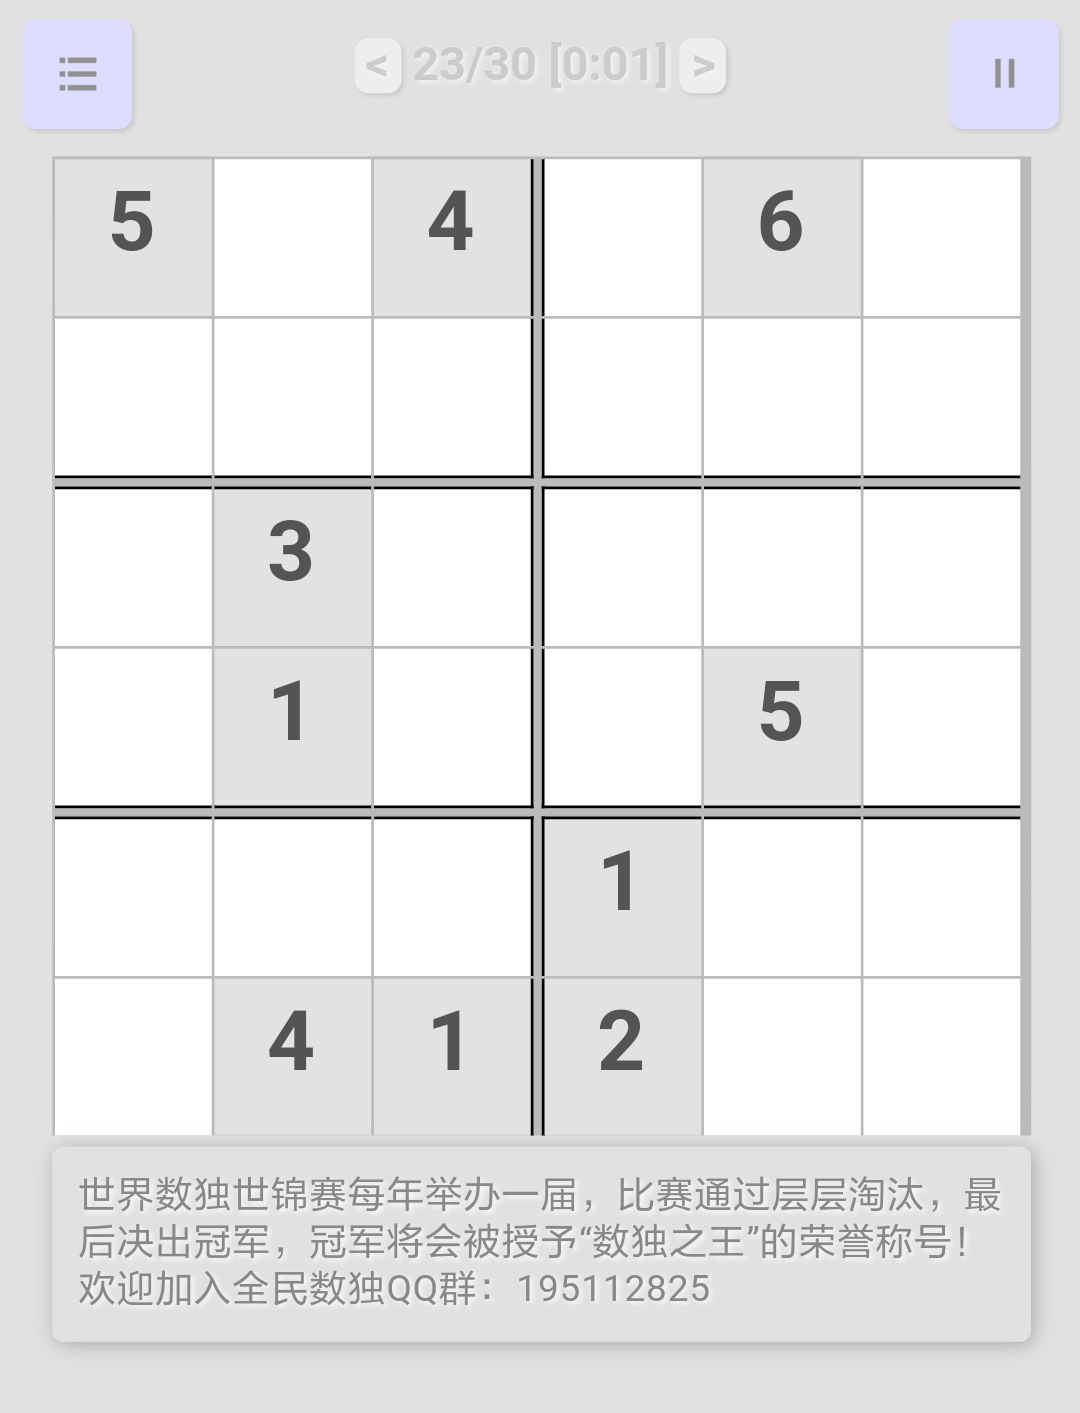 < 23/30 [0:01] >
5 4 6
3
1 5
1
4 1 2
世界数独世锦赛每年举办一届，比赛通过层层淘汰，最
后决出冠军，冠军将会被授予“数独之王”的荣誉称号！
欢迎加入全民数独QQ群：195112825